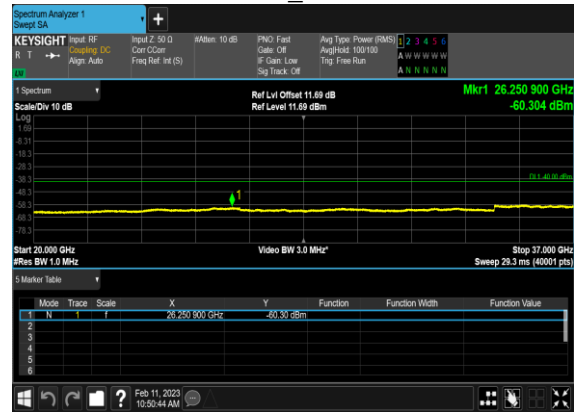 Spectrum Analyzer 1
Swept SA
KEYSIGHT Input: RF Input Z: 50 Ω #Atten: 10 dB PNO: Fast Avg Type: Power (RMS) 1 2 3 4 5 6
R T Coupling: DC Corr CCorr Gate: Off Avg|Hold: 100/100 A W W W W W
Align: Auto Freq Ref: Int (S) IF Gain: Low Trig: Free Run
Sig Track: Off A N N N N N
1 Spectrum Ref Lvl Offset 11.69 dB Mkr1 26.250 900 GHz
Scale/Div 10 dB Ref Level 11.69 dBm -60.304 dBm
Log
1.69
-8.31
-18.3
-28.3
-38.3 DL1 -40.00 dBm
-48.3 1
-58.3
-68.3
-78.3
Start 20.000 GHz Video BW 3.0 MHz* Stop 37.000 GHz
#Res BW 1.0 MHz Sweep 29.3 ms (40001 pts)
5 Marker Table
Mode Trace Scale X Y Function Function Width Function Value
1 N 1 f 26.250 900 GHz -60.30 dBm
2
3
4
5
6
? Feb 11, 2023
10:50:44 AM